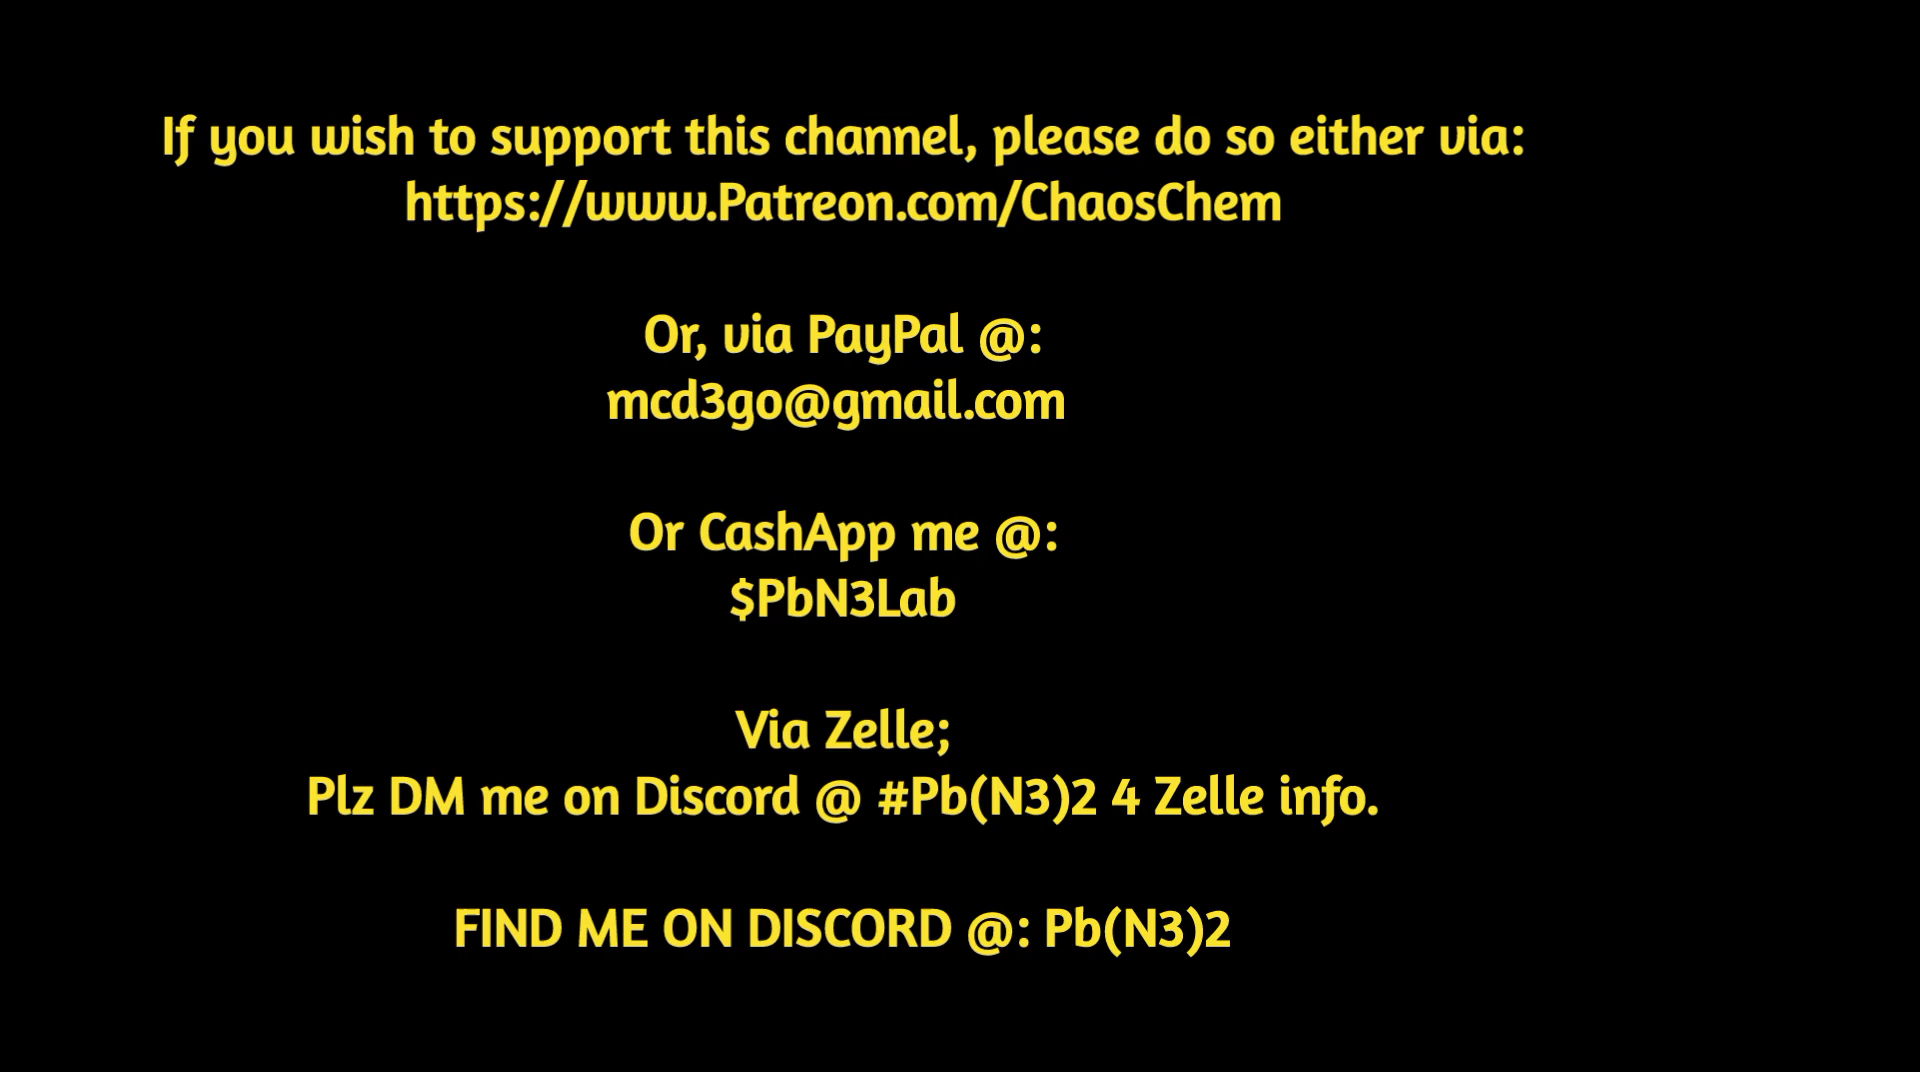 If you wish to support this channel, please do so either via:
https://www.Patreon.com/ChaosChem
Or, via PayPal @:
mcd3go@gmail.com
Or CashApp me @:
$PbN3Lab
Via Zelle;
Plz DM me on Discord @ #Pb(N3)2 4 Zelle info.
FIND ME ON DISCORD @: Pb(N3)2